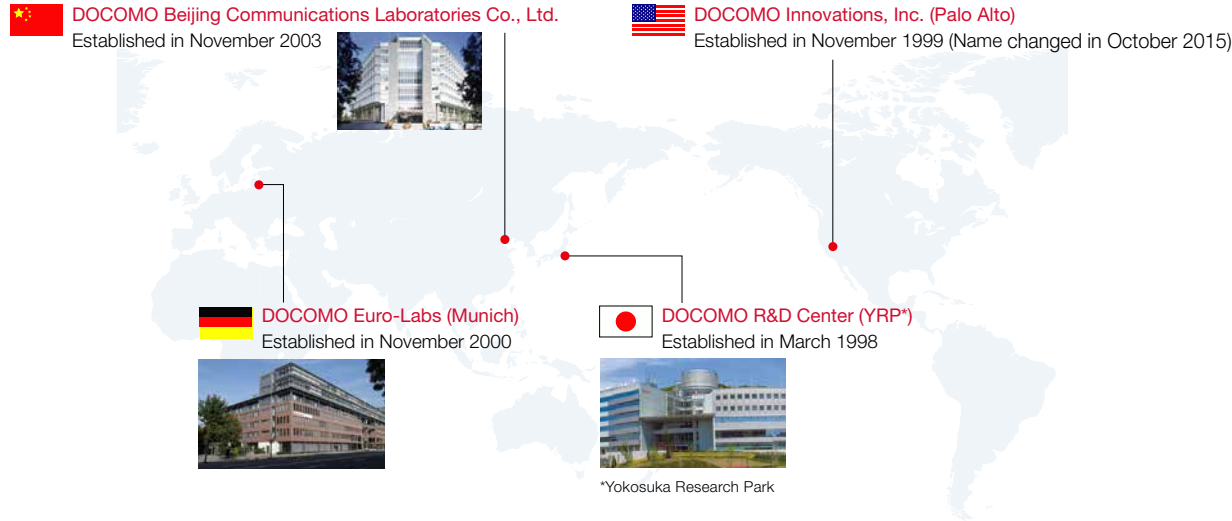 DOCOMO Beijing Communications Laboratories Co., Ltd.
Established in November 2003
DOCOMO Innovations, Inc. (Palo Alto)
Established in November 1999 (Name changed in October 2015)
DOCOMO Euro-Labs (Munich)
Established in November 2000
DOCOMO R&D Center (YRP*)
Established in March 1998
*Yokosuka Research Park